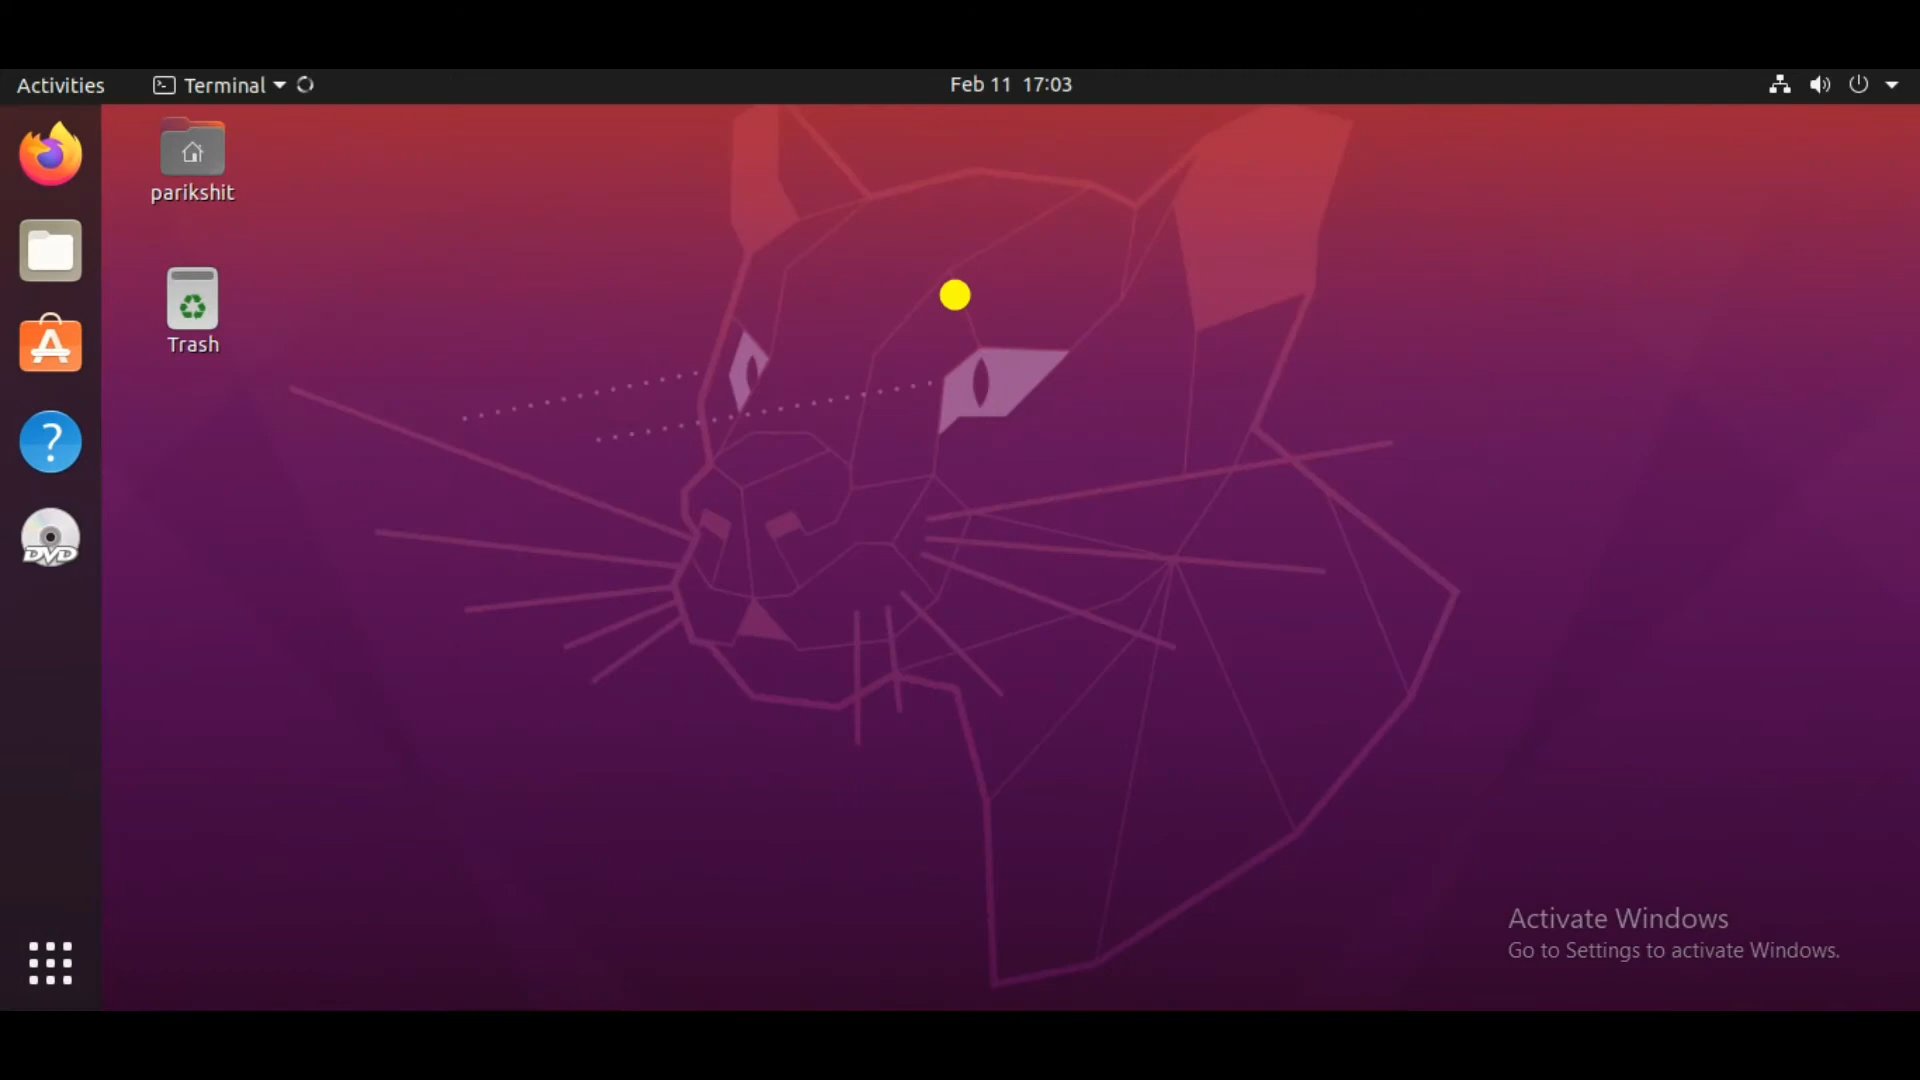 Activities
Terminal
Feb 11 17:03
parikshit
Trash
DVD
Activate Windows
Go to Settings to activate Windows.